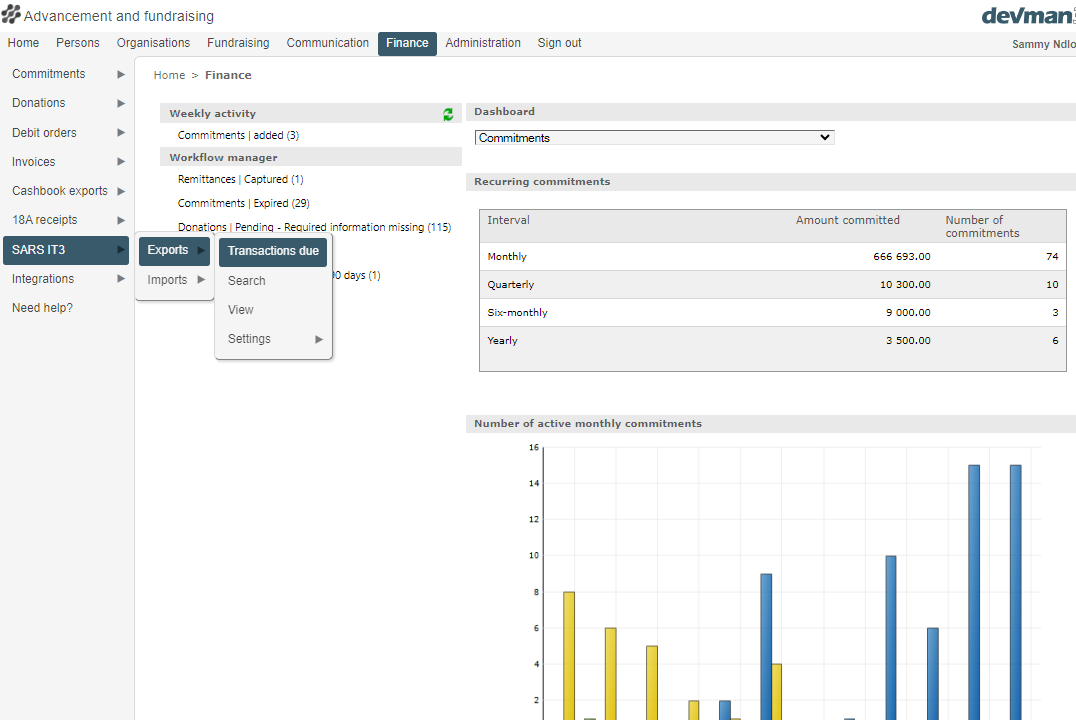 Advancement and fundraising
devman
Home Persons Organisations Fundraising Communication Finance Administration Sign out
Sammy Ndlo
Commitments
Donations
Debit orders
Invoices
Cashbook exports
18A receipts
SARS IT3
Integrations
Need help?
Exports
Imports
Transactions due
Search
View
Settings
Home > Finance
Weekly activity
Commitments | added (3)
Workflow manager
Remittances | Captured (1)
Commitments | Expired (29)
Donations | Pending - Required information missing (115)
90 days (1)
Dashboard
Commitments
Recurring commitments
Interval Amount committed Number of
commitments
Monthly 666 693.00 74
Quarterly 10 300.00 10
Six-monthly 9 000.00 3
Yearly 3 500.00 6
Number of active monthly commitments
16
14
12
10
8
6
4
2